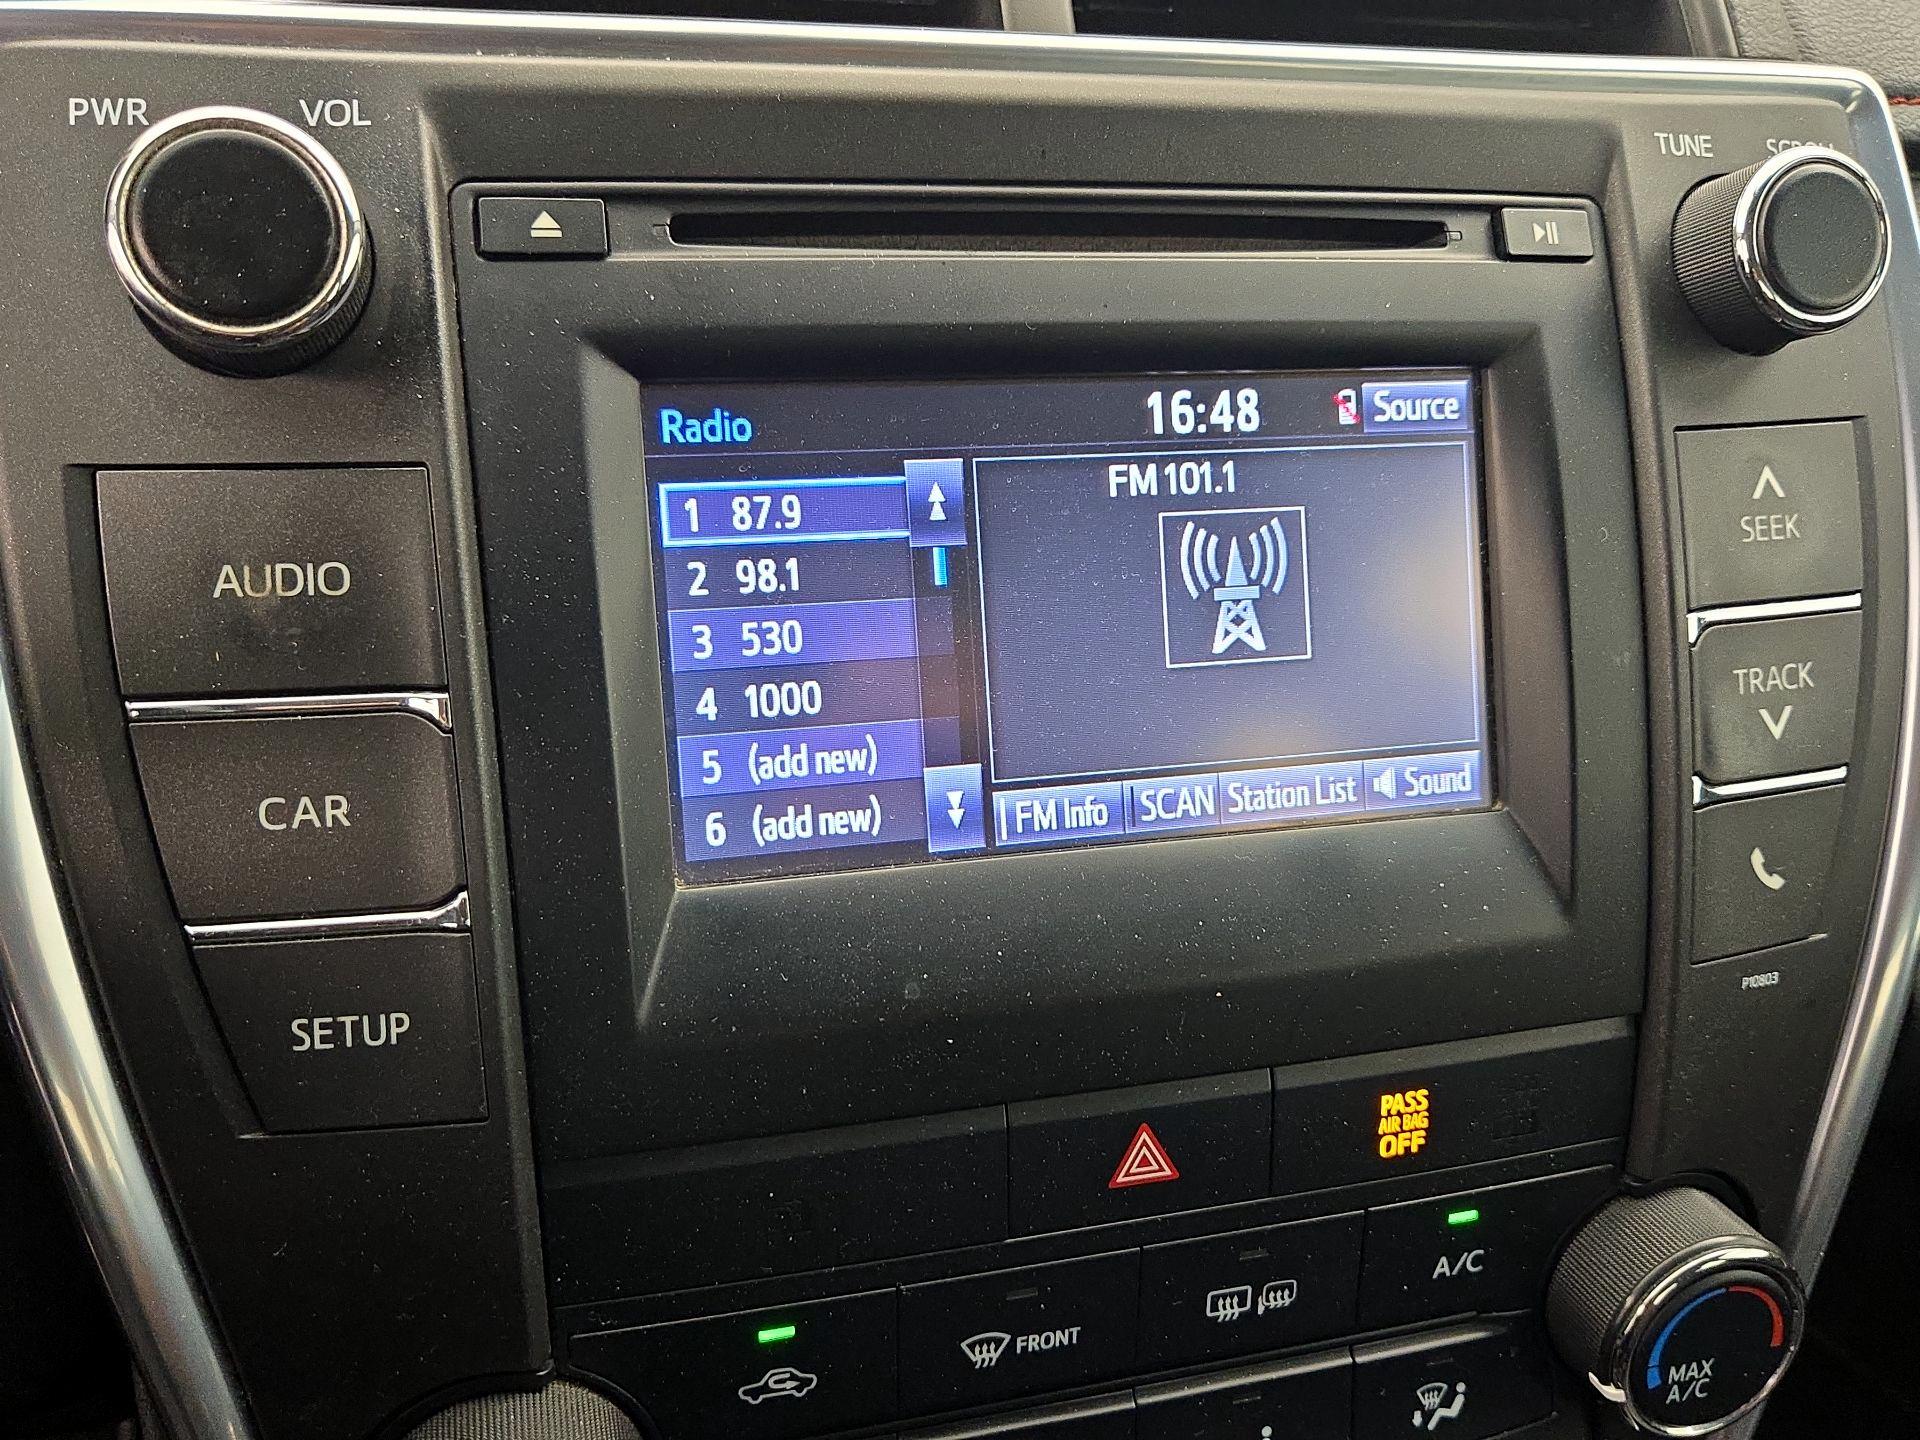 PWR VOL
TUNE SCROLL
Radio 16:48 Source
1 87.9
2 98.1
3 530
4 1000
5 (add new)
6 (add new)
FM 101.1
FM Info SCAN Station List Sound
AUDIO
CAR
SETUP
SEEK
TRACK
P10803
PASS
AIR BAG
OFF
A/C
FRONT
MAX
A/C